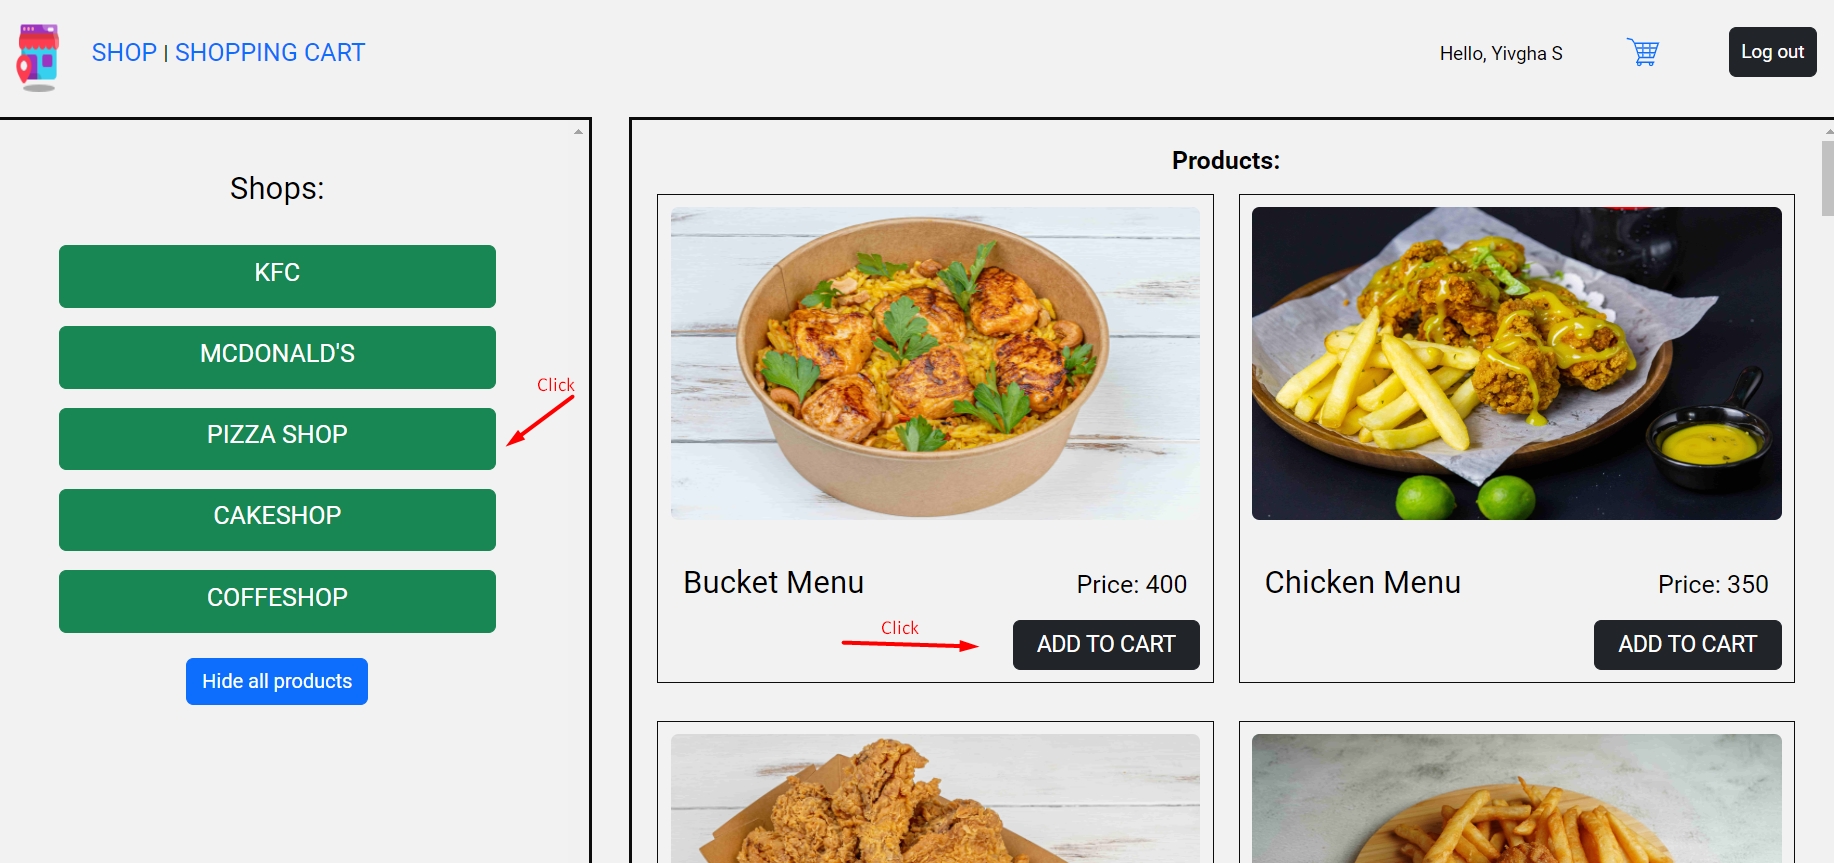 SHOP | SHOPPING CART
Hello, Yivgha S
Log out
Shops:
KFC
MCDONALD'S
PIZZA SHOP
CAKESHOP
COFFESHOP
Hide all products
Click
Products:
Bucket Menu
Price: 400
Click
ADD TO CART
Chicken Menu
Price: 350
ADD TO CART